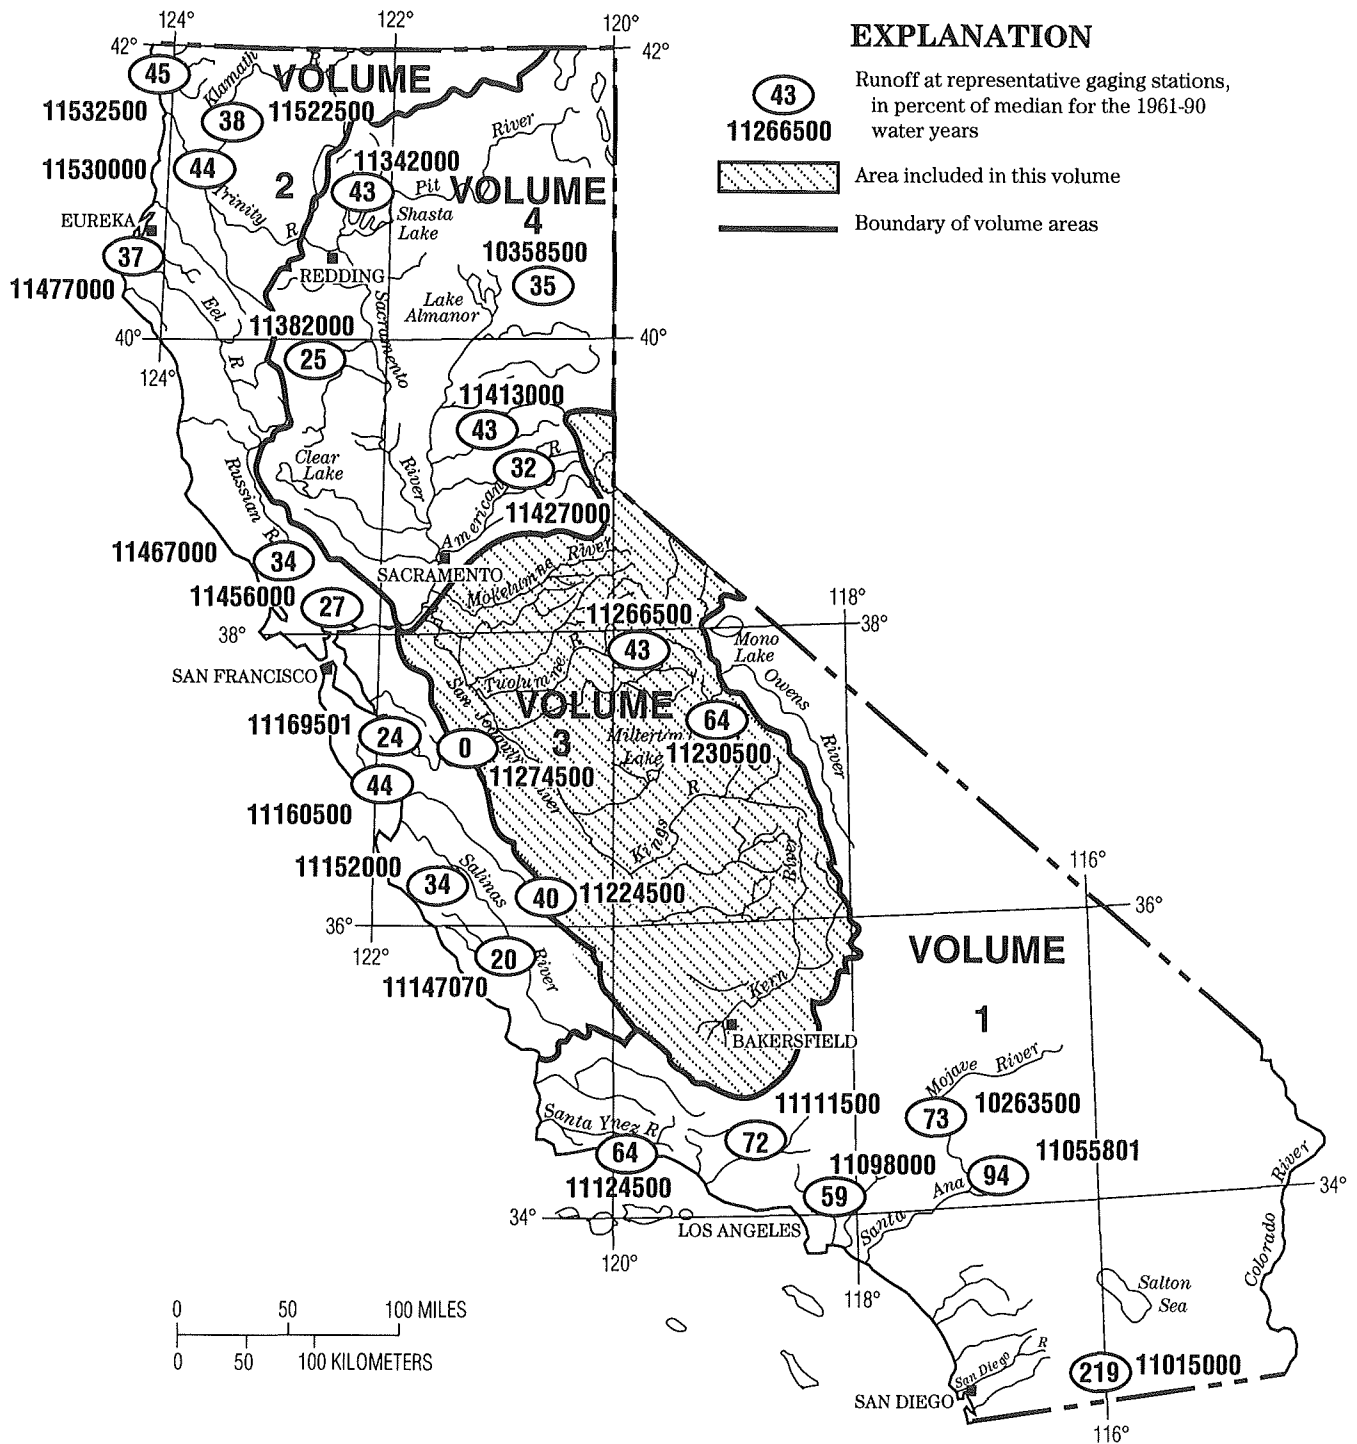 124° 122° 120°
42° 42°
EXPLANATION
43
11266500
Runoff at representative gaging stations,
in percent of median for the 1961-90
water years
Area included in this volume
Boundary of volume areas
45
11532500
Klamath
R
VOLUME
2
38
11522500
11530000
44
Trinity
R
EUREKA
37
11477000
Eel
R
11342000
43
Pit
River
VOLUME
4
Shasta
Lake
REDDING
10358500
35
Lake
Almanor
Sacramento
River
40° 40°
124°
11382000
25
11413000
43
32
R
American
11427000
Clear
Lake
Russian
R
11467000
34
SACRAMENTO
Mokelumne River
11456000
27
118°
38° 38°
11266500
43
Mono
Lake
SAN FRANCISCO
Tuolumne R
San Joaquin River
VOLUME
3
Owens
River
11169501
24
0
11274500
64
11230500
Millerton
Lake
44
11160500
Kings R
River
116°
11152000
34
Salinas
River
40
11224500
36° 36°
122°
20
11147070
VOLUME
1
Kern
BAKERSFIELD
Mojave River
73
10263500
11111500
72
Santa Ynez R
64
11124500
11098000
59
11055801
94
Santa Ana
River
Colorado
34° 34°
LOS ANGELES
120°
118°
Salton
Sea
0 50 100 MILES
0 50 100 KILOMETERS
San Diego R
SAN DIEGO
219
11015000
116°